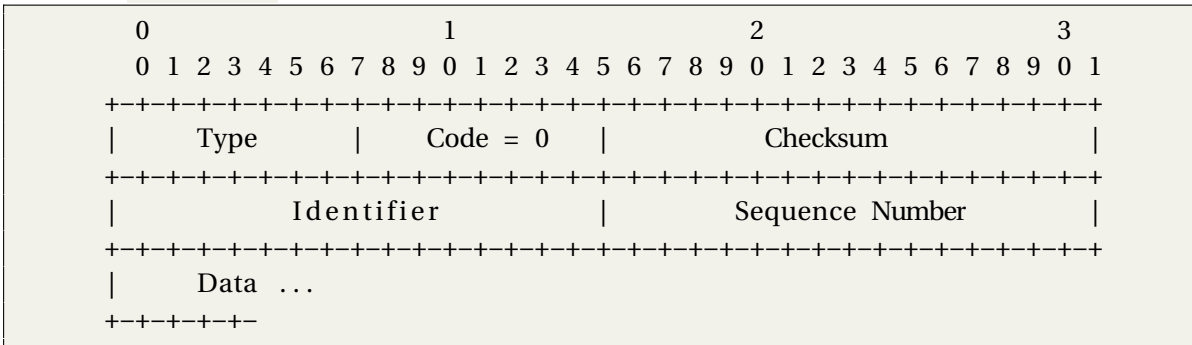 0 1 2 3
0 1 2 3 4 5 6 7 8 9 0 1 2 3 4 5 6 7 8 9 0 1 2 3 4 5 6 7 8 9 0 1
+-+-+-+-+-+-+-+-+-+-+-+-+-+-+-+-+-+-+-+-+-+-+-+-+-+-+-+-+-+-+-+-+
| Type | Code = 0 | Checksum |
+-+-+-+-+-+-+-+-+-+-+-+-+-+-+-+-+-+-+-+-+-+-+-+-+-+-+-+-+-+-+-+-+
| Identifier | Sequence Number |
+-+-+-+-+-+-+-+-+-+-+-+-+-+-+-+-+-+-+-+-+-+-+-+-+-+-+-+-+-+-+-+-+
| Data ...
+-+-+-+-+-